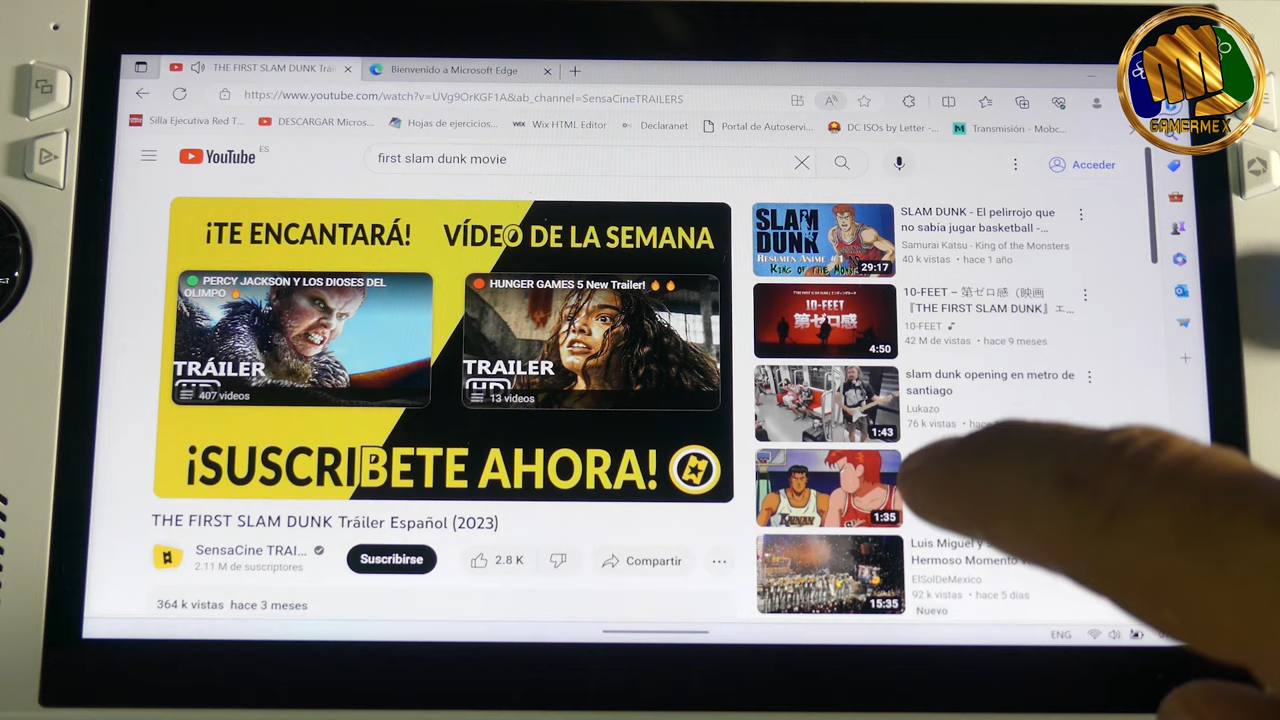 THE FIRST SLAM DUNK Trái
Bienvenido a Microsoft Edge
https://www.youtube.com/watch?v=UVg9OrKGF1A&ab_channel=SensaCineTRAILERS
Silla Ejecutiva Red T...
DESCARGAR Micros...
Hojas de ejercicios...
Wix HTML Editor
Declaranet
Portal de Autoservi...
DC ISOs by Letter -...
Transmisión - Mobc...
GAMERMEX
YouTube ES
first slam dunk movie
Acceder
¡TE ENCANTARÁ!
VÍDEO DE LA SEMANA
PERCY JACKSON Y LOS DIOSES DEL
OLIMPO
TRÁILER
HD
407 videos
HUNGER GAMES 5 New Trailer!
TRAILER
HD
13 videos
¡SUSCRIBETE AHORA!
THE FIRST SLAM DUNK Tráiler Español (2023)
SensaCine TRAI...
2.11 M de suscriptores
Suscribirse
2.8 K
Compartir
364 k vistas hace 3 meses
SLAM
DUNK
RESUMEN ANIME #1
KING OF THE
29:17
SLAM DUNK - El pelirrojo que
no sabía jugar basketball -...
Samurai Katsu - King of the Monsters
40 k vistas • hace 1 año
10-FEET
第ゼロ感
4:50
10-FEET – 第ゼロ感（映画
『THE FIRST SLAM DUNK』エ...
10-FEET
42 M de vistas • hace 9 meses
1:43
slam dunk opening en metro de
santiago
Lukazo
76 k vistas • hace
KAINAN
1:35
15:35
Luis Miguel y
Hermoso Momento
ElSolDeMexico
92 k vistas • hace 5 días
Nuevo
ENG